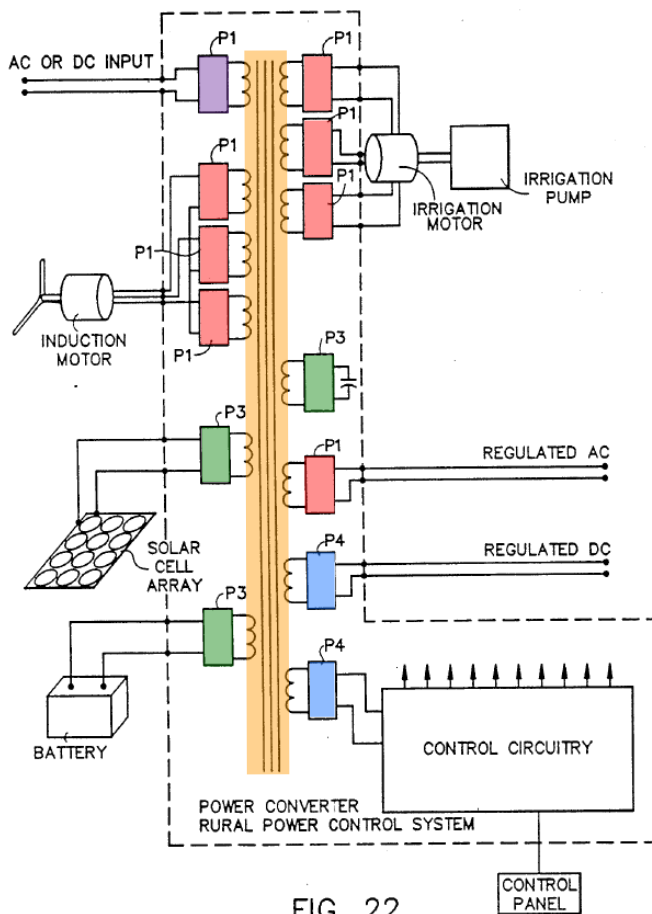 P1
P1
AC OR DC INPUT
P1
P1
P1
IRRIGATION
PUMP
IRRIGATION
MOTOR
P1
INDUCTION
MOTOR
P1
P3
P3
P1
REGULATED AC
SOLAR
CELL
ARRAY
P4
REGULATED DC
P3
P4
BATTERY
CONTROL CIRCUITRY
POWER CONVERTER
RURAL POWER CONTROL SYSTEM
CONTROL
PANEL
FIG. 22